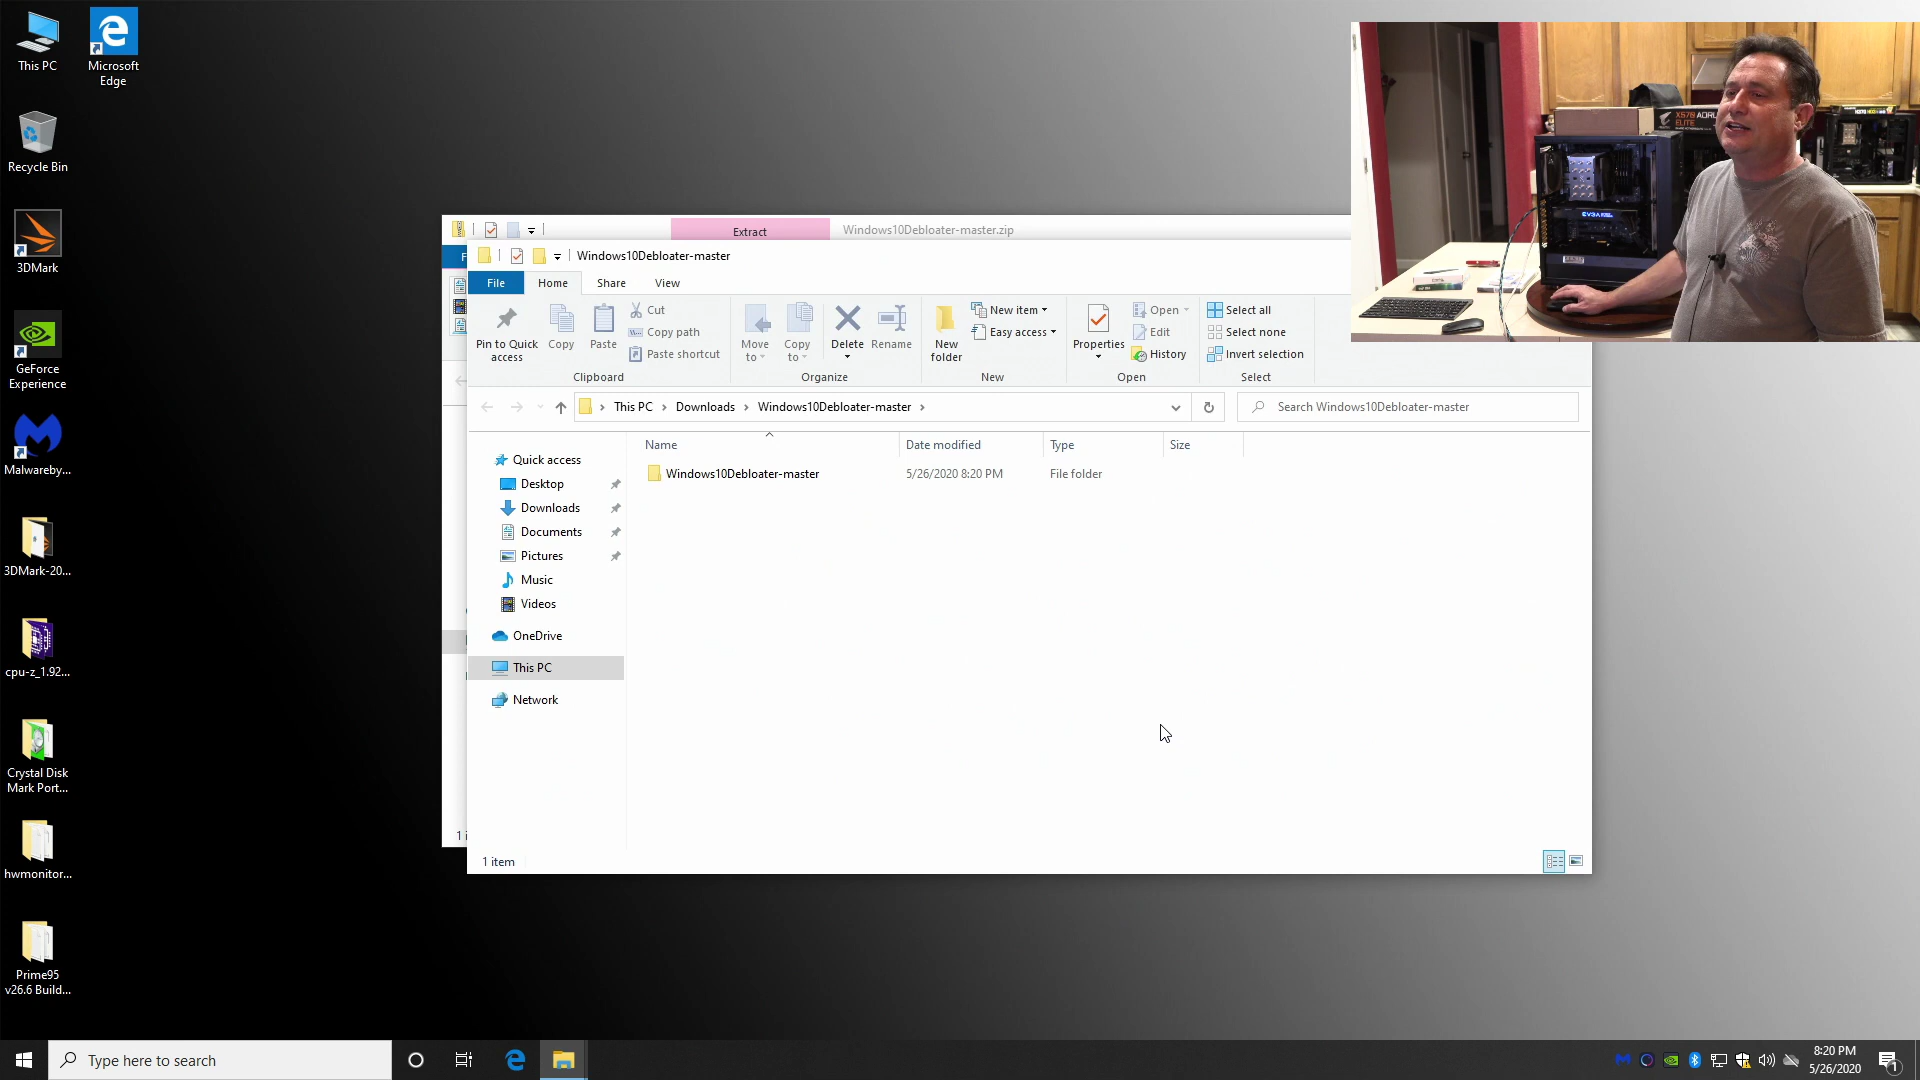 This PC
Microsoft
Edge
Recycle Bin
3DMark
GeForce
Experience
Malwareby...
3DMark-20...
cpu-z_1.92...
Crystal Disk
Mark Port...
hwmonitor...
Prime95
v26.6 Build...
Extract
Windows10Debloater-master.zip
Windows10Debloater-master
File
Home
Share
View
Pin to Quick
access
Copy
Paste
Cut
Copy path
Paste shortcut
Clipboard
Move
to
Copy
to
Delete
Rename
Organize
New
folder
New item
Easy access
New
Properties
Open
Edit
History
Open
Select all
Select none
Invert selection
Select
This PC
Downloads
Windows10Debloater-master
Search Windows10Debloater-master
Name
Date modified
Type
Size
Windows10Debloater-master
5/26/2020 8:20 PM
File folder
Quick access
Desktop
Downloads
Documents
Pictures
Music
Videos
OneDrive
This PC
Network
1 item
X570 AORUS
ELITE
EVGA
Type here to search
8:20 PM
5/26/2020
1